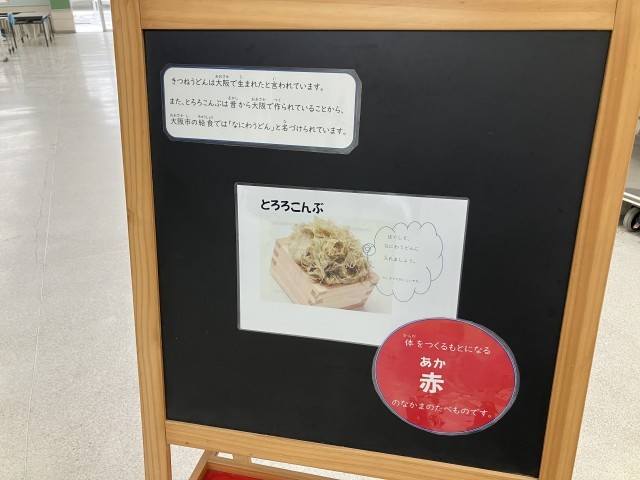 きつねうどんは大阪で生まれたと言われています。
また、とろろこんぶは昔から大阪で作られていることから、
大阪市の給食では「なにわうどん」と名づけられています。
とろろこんぶ
ほぐして、
なにわうどんに
入れましょう。
体をつくるもとになる
あか
赤
のなかまのたべものです。